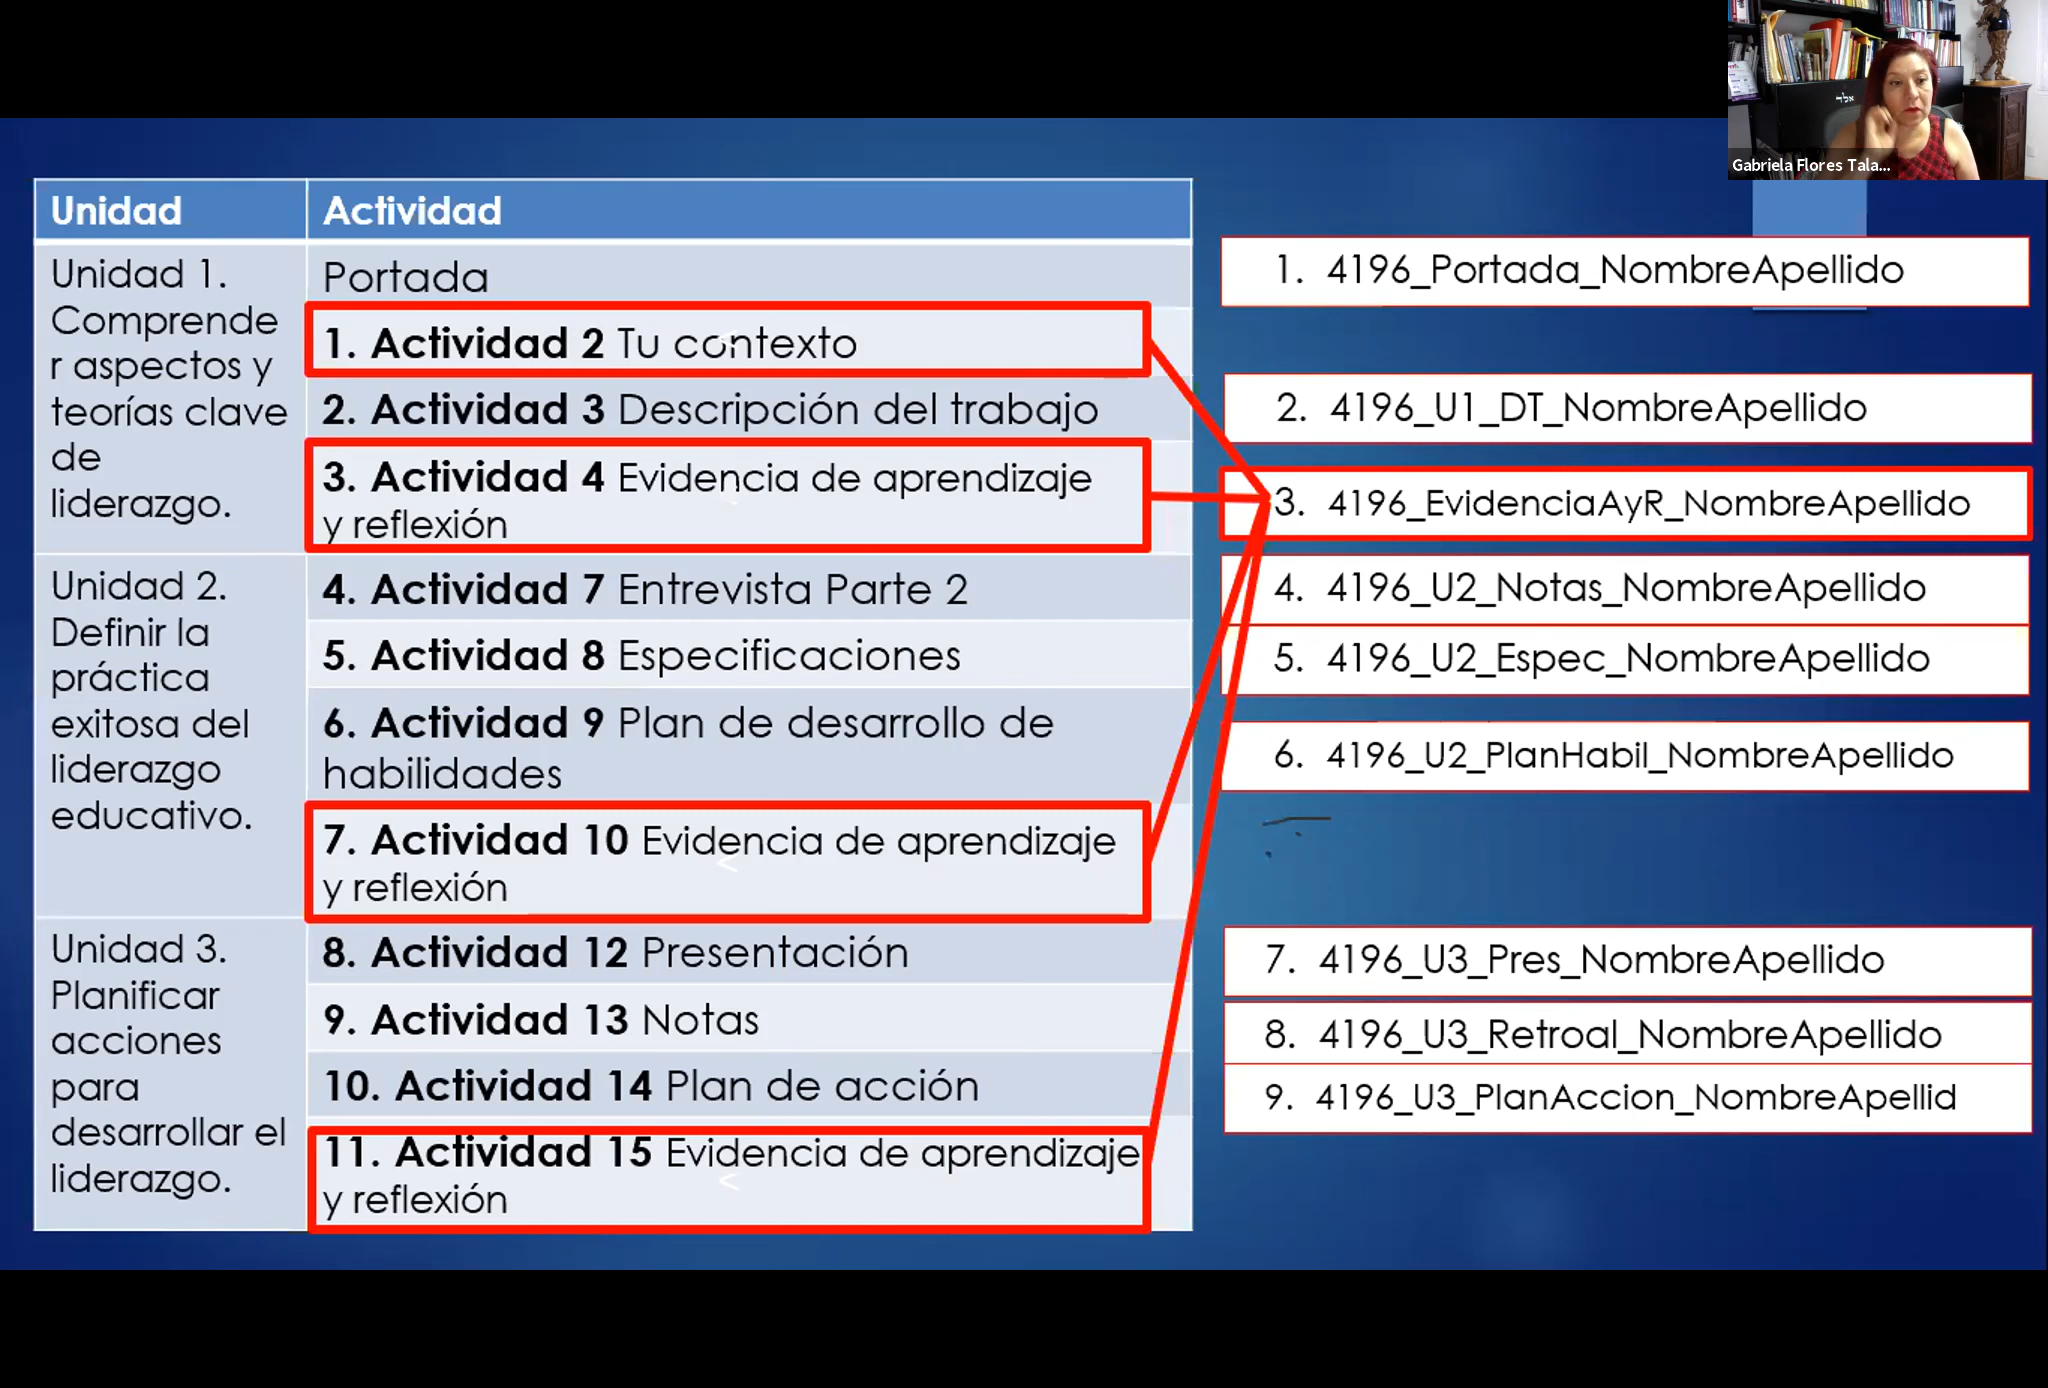 Gabriela Flores Tala...
Unidad
Actividad
Unidad 1.
Comprende
r aspectos y
teorías clave
de
liderazgo.
Portada
1. Actividad 2 Tu contexto
2. Actividad 3 Descripción del trabajo
3. Actividad 4 Evidencia de aprendizaje
y reflexión
Unidad 2.
Definir la
práctica
exitosa del
liderazgo
educativo.
4. Actividad 7 Entrevista Parte 2
5. Actividad 8 Especificaciones
6. Actividad 9 Plan de desarrollo de
habilidades
7. Actividad 10 Evidencia de aprendizaje
y reflexión
Unidad 3.
Planificar
acciones
para
desarrollar el
liderazgo.
8. Actividad 12 Presentación
9. Actividad 13 Notas
10. Actividad 14 Plan de acción
11. Actividad 15 Evidencia de aprendizaje
y reflexión
1. 4196_Portada_NombreApellido
2. 4196_U1_DT_NombreApellido
3. 4196_EvidenciaAyR_NombreApellido
4. 4196_U2_Notas_NombreApellido
5. 4196_U2_Espec_NombreApellido
6. 4196_U2_PlanHabil_NombreApellido
7. 4196_U3_Pres_NombreApellido
8. 4196_U3_Retroal_NombreApellido
9. 4196_U3_PlanAccion_NombreApellid